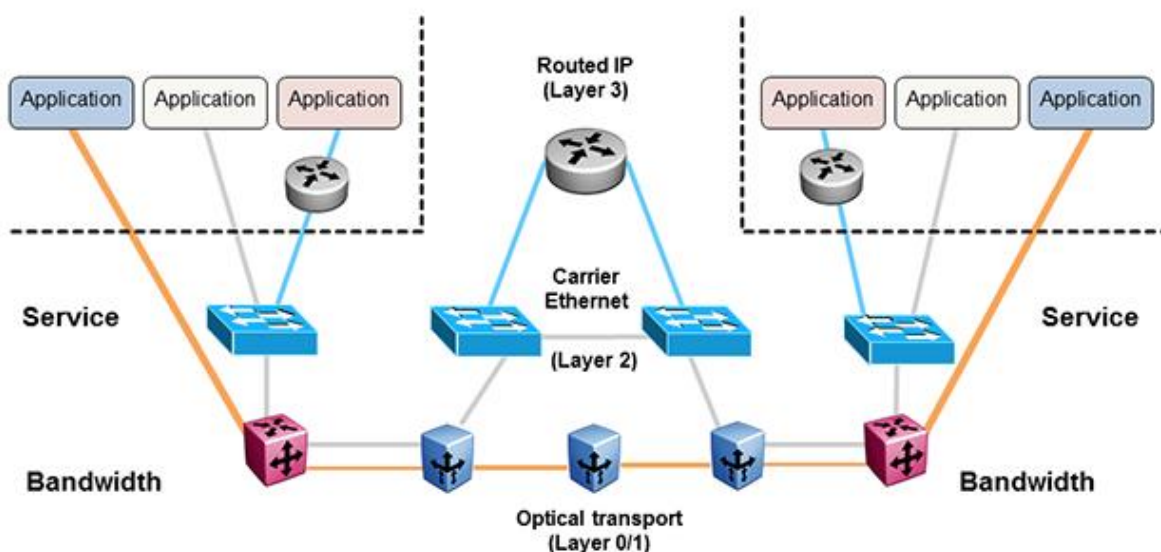 Routed IP
(Layer 3)
Application
Application
Application
Application
Application
Application
Carrier
Ethernet
Service
Service
(Layer 2)
Bandwidth
Bandwidth
Optical transport
(Layer 0/1)